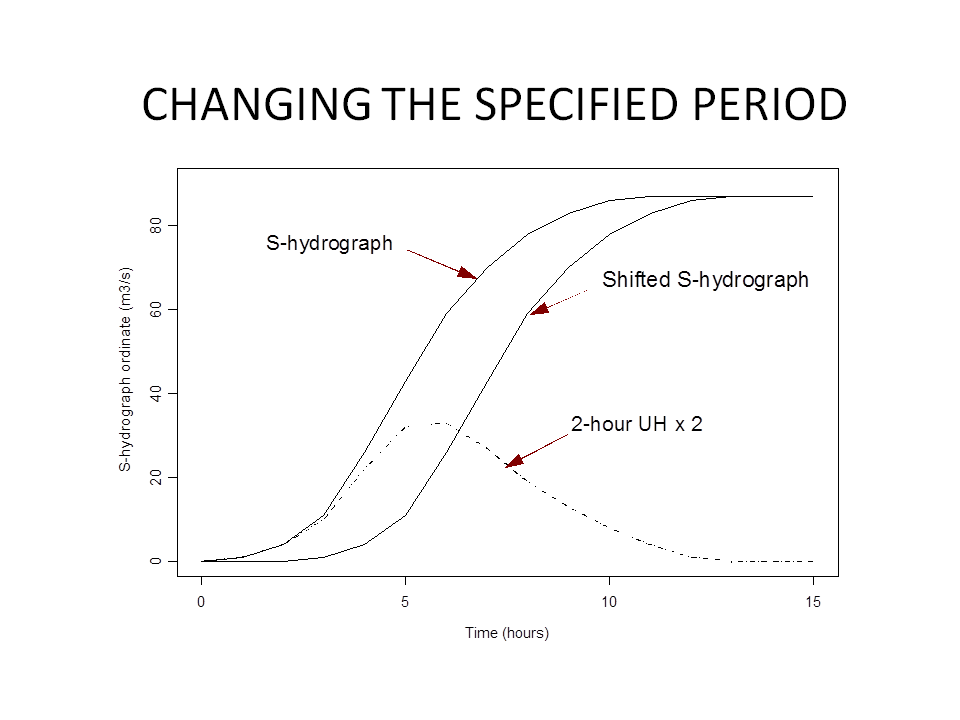 CHANGING THE SPECIFIED PERIOD
S-hydrograph
Shifted S-hydrograph
2-hour UH x 2
S-hydrograph ordinate (m3/s)
80
60
40
20
0
0 5 10 15
Time (hours)